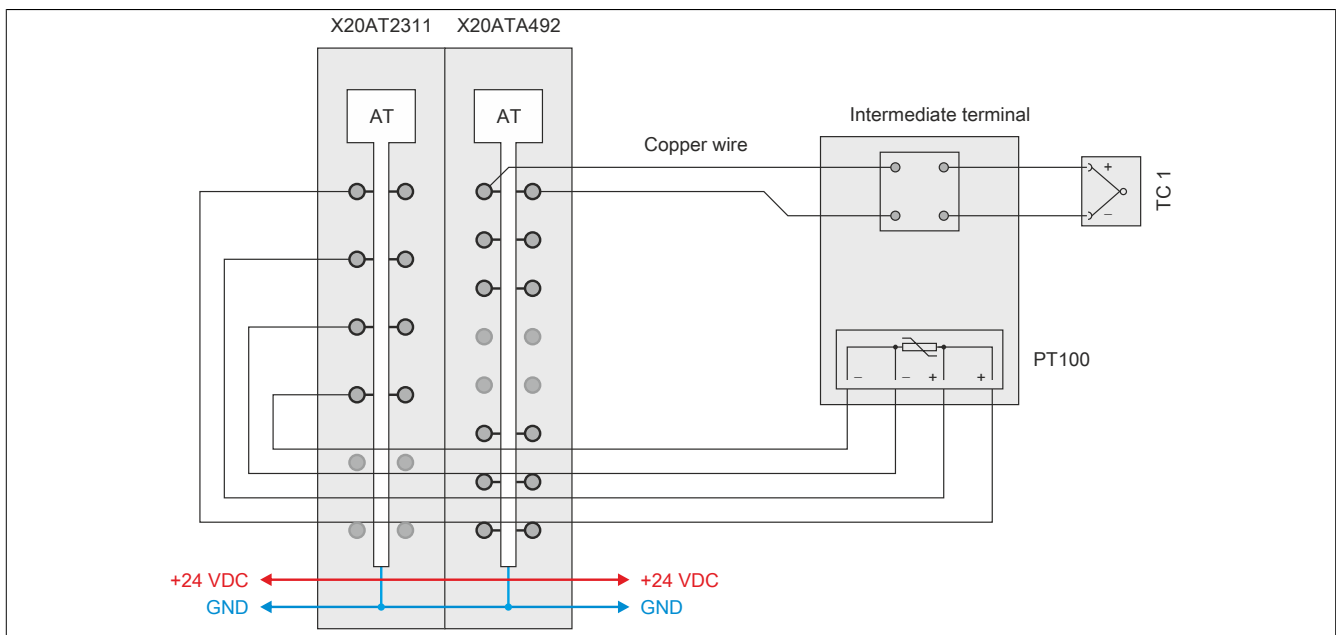 X20AT2311 X20ATA492
AT AT
Intermediate terminal
Copper wire
+
−
TC 1
PT100
− − + +
+24 VDC +24 VDC
GND GND